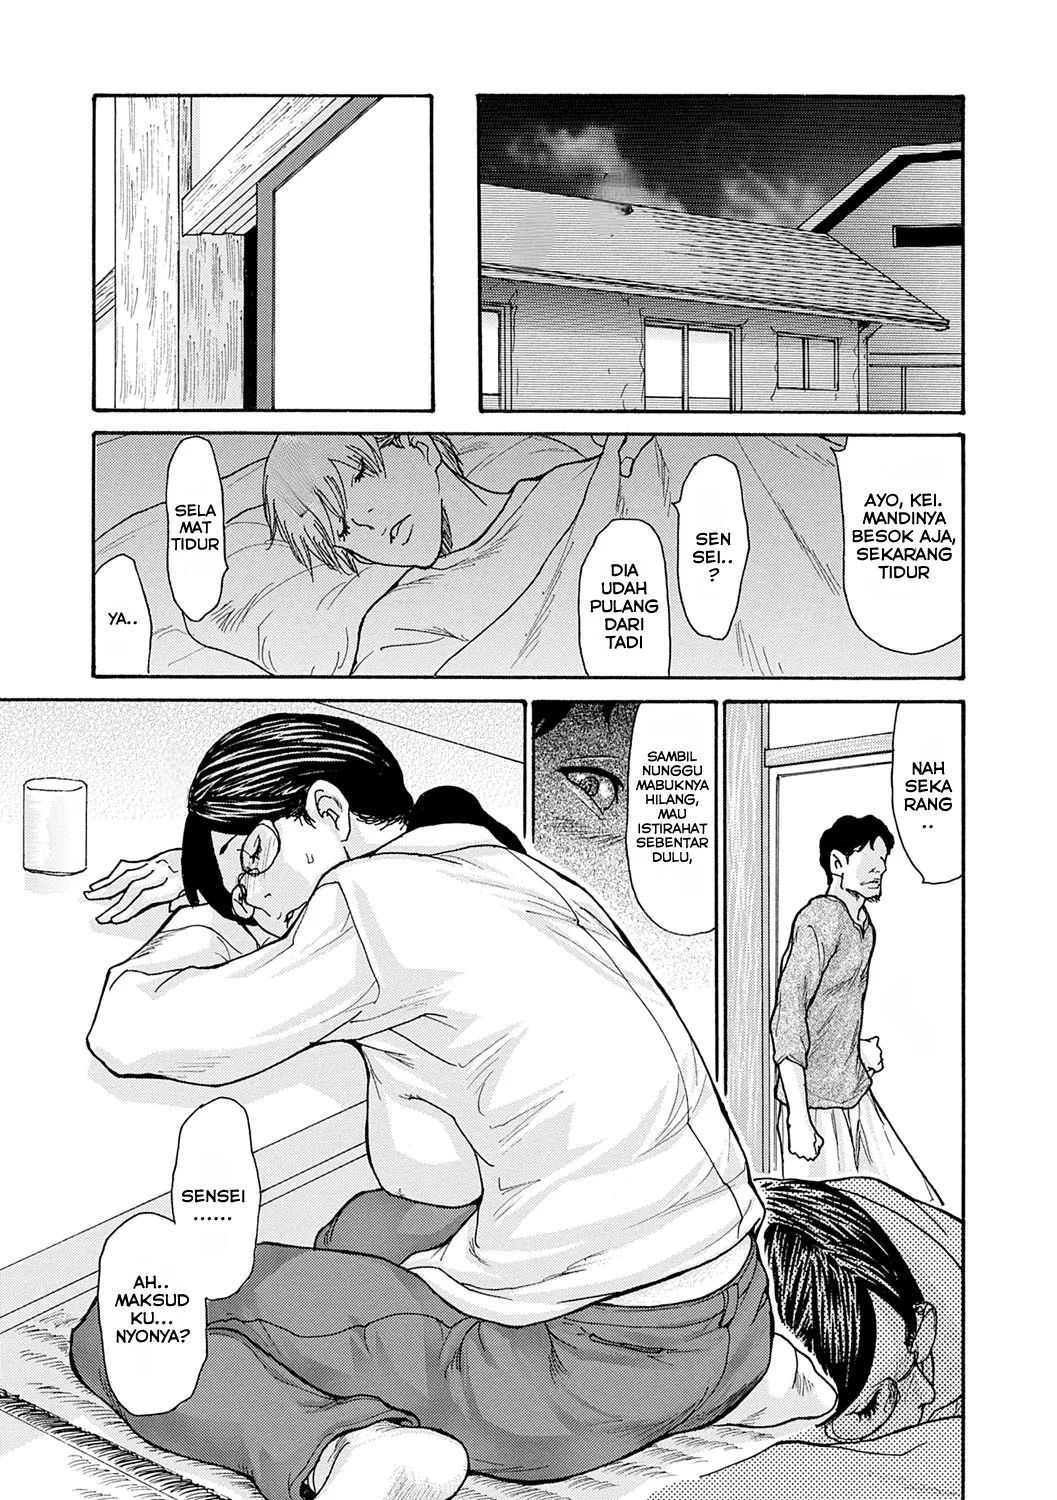 AYO, KEI.
MANDINYA
BESOK AJA,
SEKARANG
TIDUR
SEN
SEI..
?
DIA
UDAH
PULANG
DARI
TADI
SELA
MAT
TIDUR
YA..
NAH
SEKA
RANG
..
SAMBIL
NUNGGU
MABUKNYA
HILANG,
MAU
ISTIRAHAT
SEBENTAR
DULU,
SENSEI
......
AH..
MAKSUD
KU...
NYONYA?